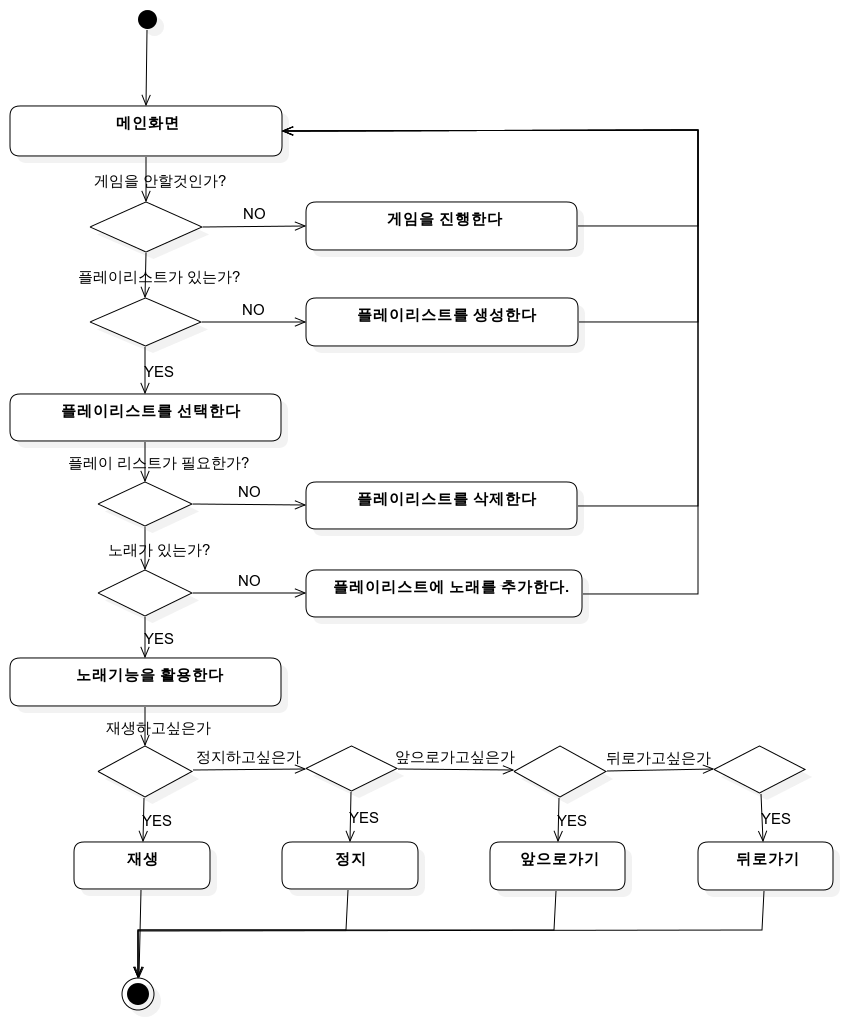 메인화면
게임을 안할것인가?
NO
게임을 진행한다
플레이리스트가 있는가?
NO
플레이리스트를 생성한다
YES
플레이리스트를 선택한다
플레이 리스트가 필요한가?
NO
플레이리스트를 삭제한다
노래가 있는가?
NO
플레이리스트에 노래를 추가한다.
YES
노래기능을 활용한다
재생하고싶은가
정지하고싶은가
앞으로가고싶은가
뒤로가고싶은가
YES
YES
YES
YES
재생
정지
앞으로가기
뒤로가기